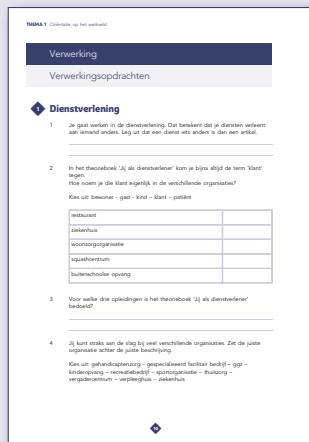 THEMA 1 Oriëntatie op het werkveld
Verwerking
Verwerkingsopdrachten
1 Dienstverlening
1 Je gaat werken in de dienstverlening. Dat betekent dat je diensten verleent
aan iemand anders. Leg uit dat een dienst iets anders is dan een artikel.
2 In het theorieboek 'Jij als dienstverlener' kom je bijna altijd de term 'klant'
tegen.
Hoe noem je die klant eigenlijk in de verschillende organisaties?
Kies uit: bewoner - gast - kind – klant – patiënt
restaurant
ziekenhuis
woonzorgorganisatie
squashcentrum
buitenschoolse opvang
3 Voor welke drie opleidingen is het theorieboek 'Jij als dienstverlener'
bedoeld?
4 Jij kunt straks aan de slag bij veel verschillende organisaties. Zet de juiste
organisatie achter de juiste beschrijving.
Kies uit: gehandicaptenzorg - gespecialiseerd facilitair bedrijf – ggz –
kinderopvang – recreatiebedrijf – sportorganisatie – thuiszorg –
vergadercentrum – verpleeghuis – ziekenhuis